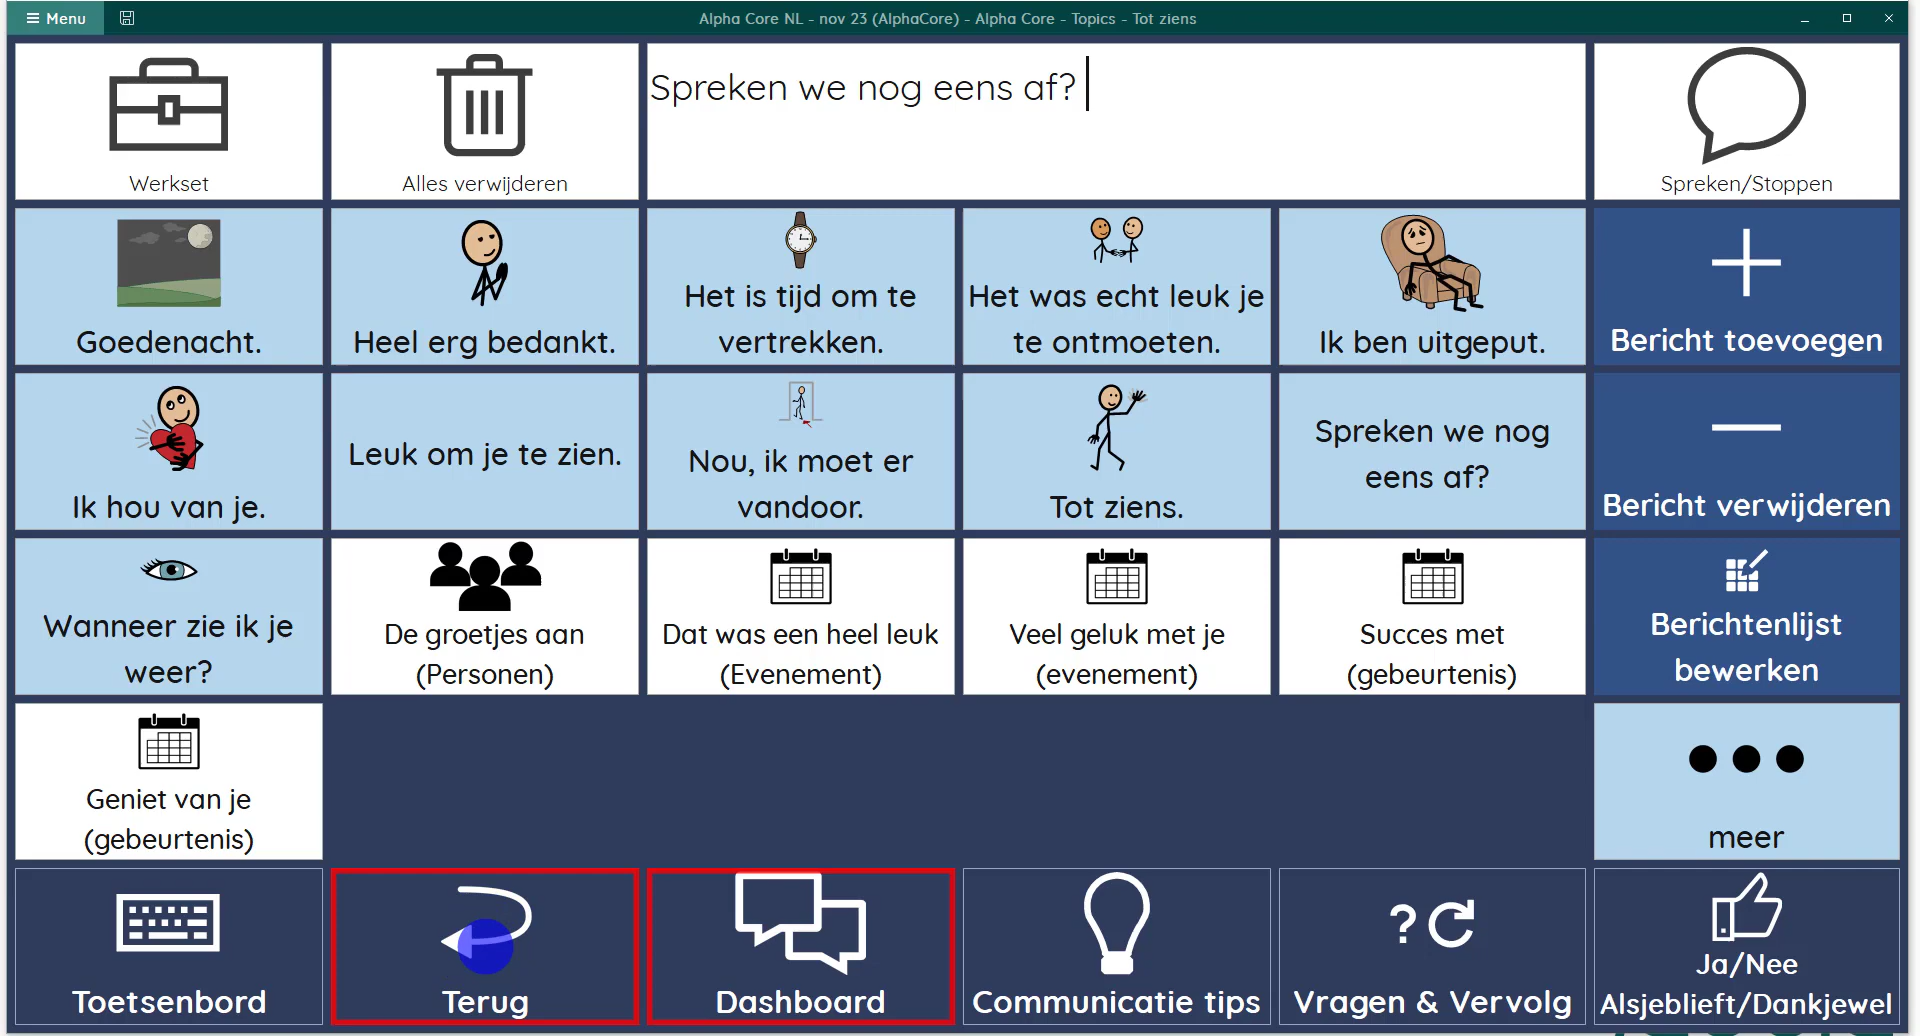 Menu
Alpha Core NL - nov 23 (AlphaCore) - Alpha Core - Topics - Tot ziens
Werkset
Alles verwijderen
Spreken we nog eens af?
Spreken/Stoppen
Goedenacht.
Heel erg bedankt.
Het is tijd om te
vertrekken.
Het was echt leuk je
te ontmoeten.
Ik ben uitgeput.
Bericht toevoegen
Ik hou van je.
Leuk om je te zien.
Nou, ik moet er
vandoor.
Tot ziens.
Spreken we nog
eens af?
Bericht verwijderen
Wanneer zie ik je
weer?
De groetjes aan
(Personen)
Dat was een heel leuk
(Evenement)
Veel geluk met je
(evenement)
Succes met
(gebeurtenis)
Berichtenlijst
bewerken
Geniet van je
(gebeurtenis)
meer
Toetsenbord
Terug
Dashboard
Communicatie tips
?
Vragen & Vervolg
Ja/Nee
Alsjeblieft/Dankjewel